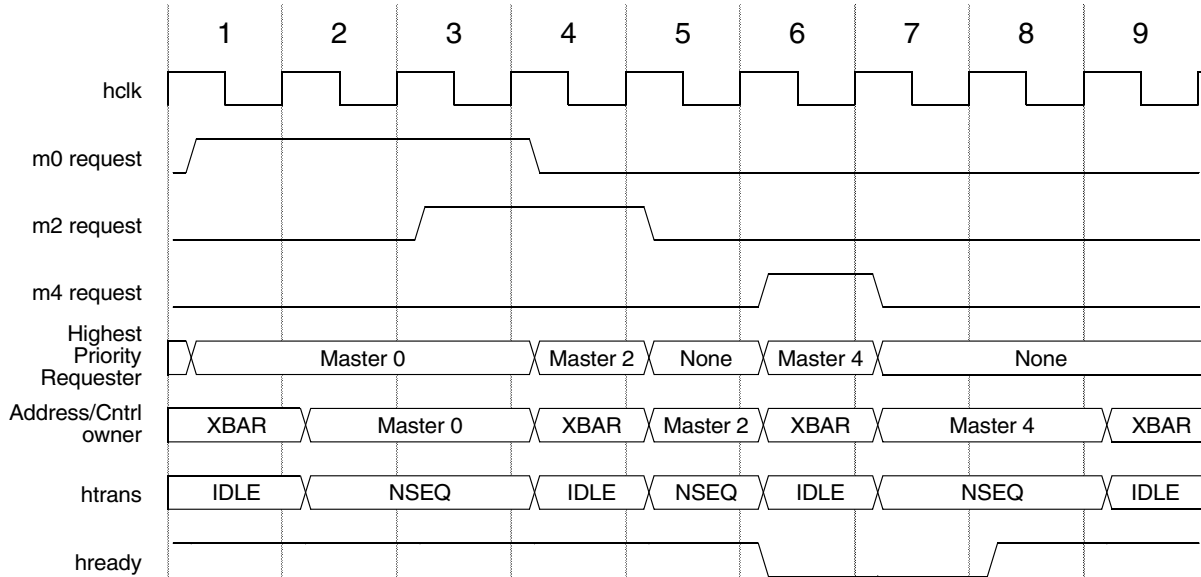 1 2 3 4 5 6 7 8 9
hclk
m0 request
m2 request
m4 request
Highest
Priority
Requester
Master 0 Master 2 None Master 4 None
Address/Cntrl
owner
XBAR Master 0 XBAR Master 2 XBAR Master 4 XBAR
htrans IDLE NSEQ IDLE NSEQ IDLE NSEQ IDLE
hready